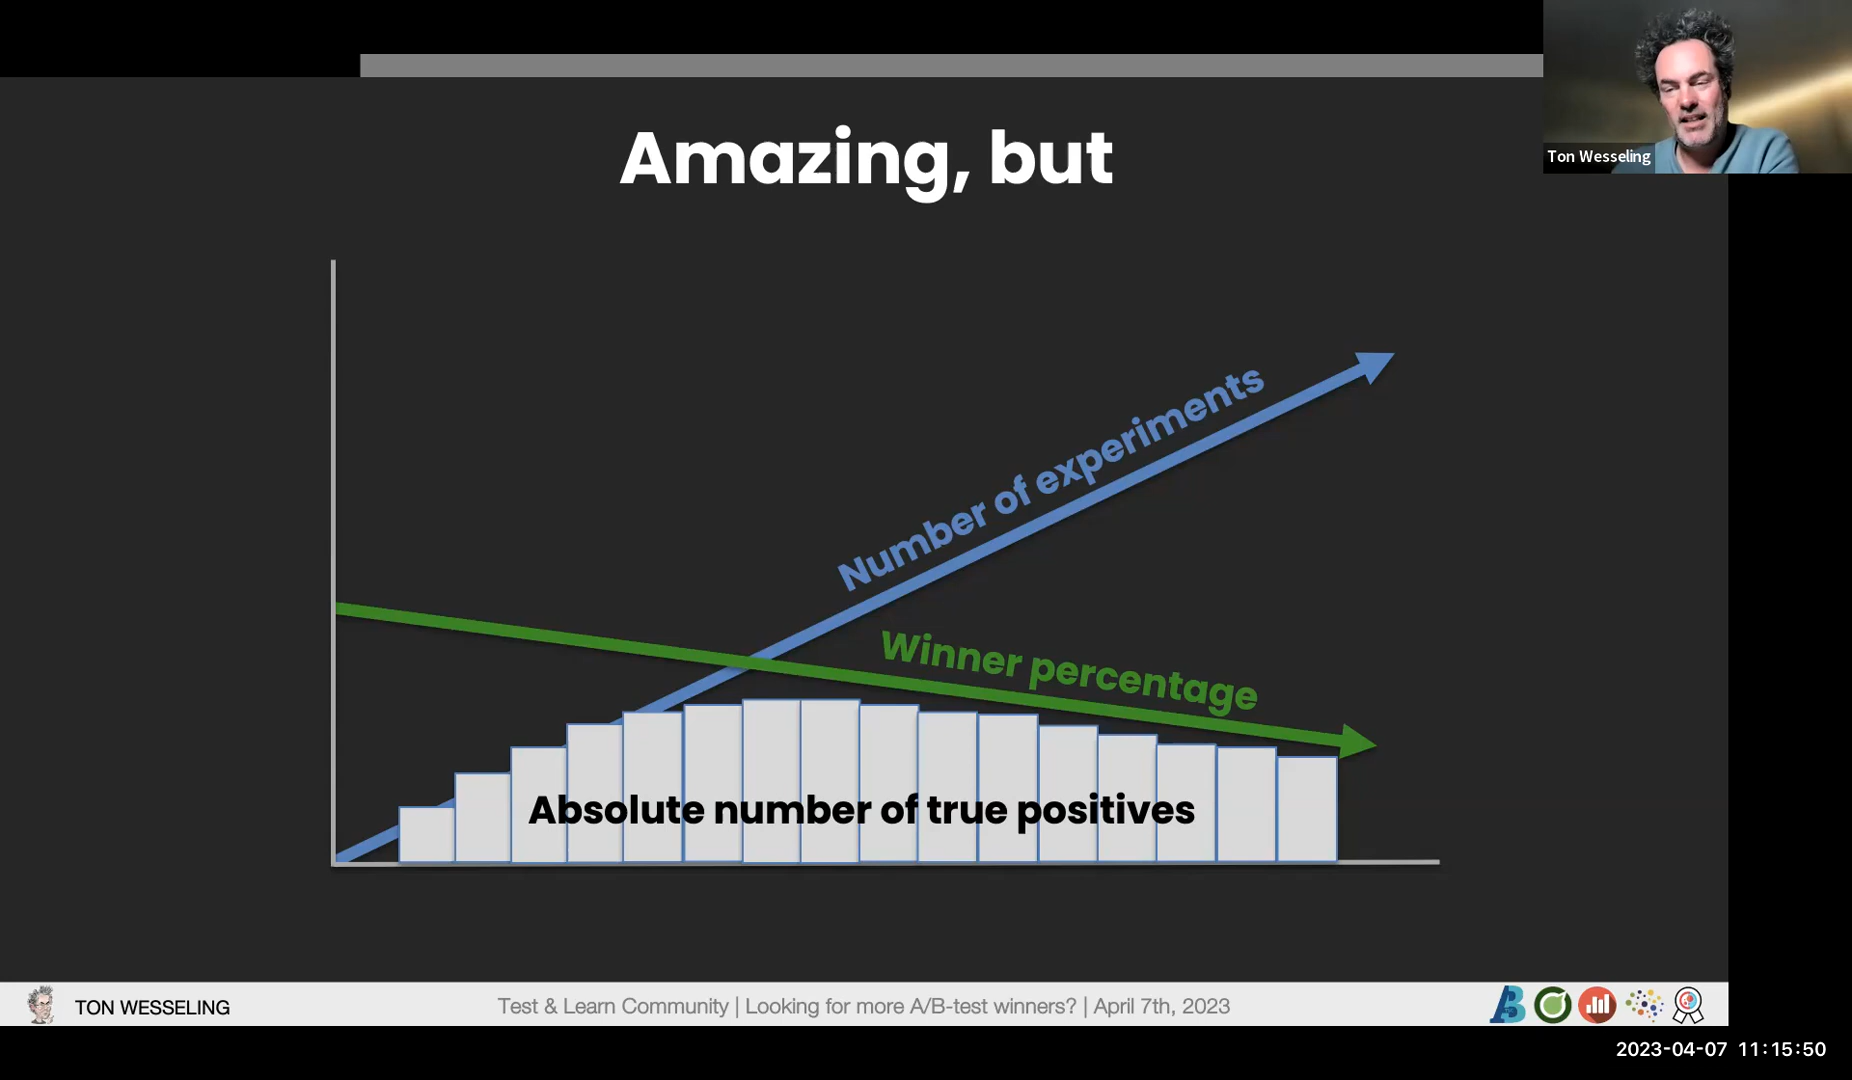 Amazing, but
Ton Wesseling
Number of experiments
Winner percentage
Absolute number of true positives
TON WESSELING
Test & Learn Community | Looking for more A/B-test winners? | April 7th, 2023
2023-04-07 11:15:50